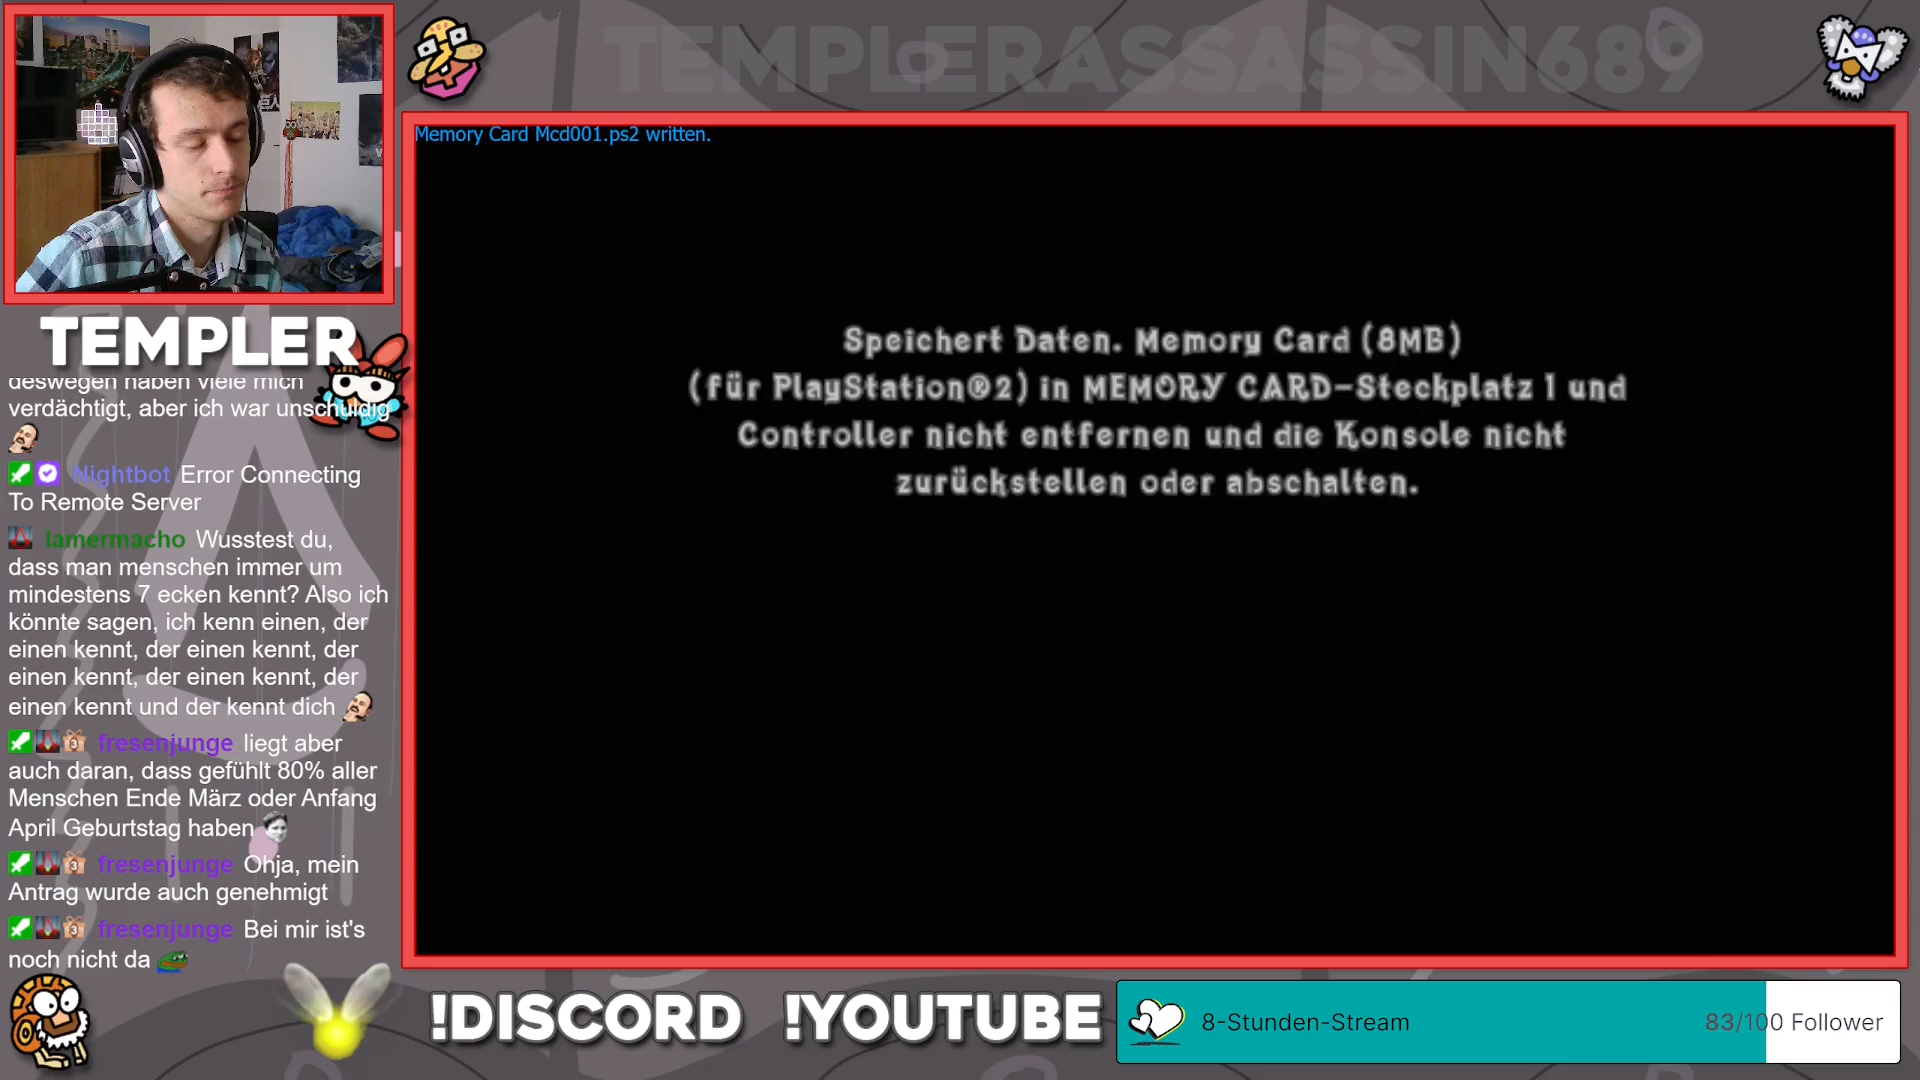 TEMPLERASSASSIN689
Memory Card Mcd001.ps2 written.
Speichert Daten. Memory Card (8MB)
(für PlayStation®2) in MEMORY CARD-Steckplatz 1 und
Controller nicht entfernen und die Konsole nicht
zurückstellen oder abschalten.
TEMPLER
deswegen haben viele mich
verdächtigt, aber ich war unschuldig
Nightbot Error Connecting
To Remote Server
lamermacho Wusstest du,
dass man menschen immer um
mindestens 7 ecken kennt? Also ich
könnte sagen, ich kenn einen, der
einen kennt, der einen kennt, der
einen kennt, der einen kennt, der
einen kennt und der kennt dich
fresenjunge liegt aber
auch daran, dass gefühlt 80% aller
Menschen Ende März oder Anfang
April Geburtstag haben
fresenjunge Ohja, mein
Antrag wurde auch genehmigt
fresenjunge Bei mir ist's
noch nicht da
!DISCORD !YOUTUBE
8-Stunden-Stream 83/100 Follower